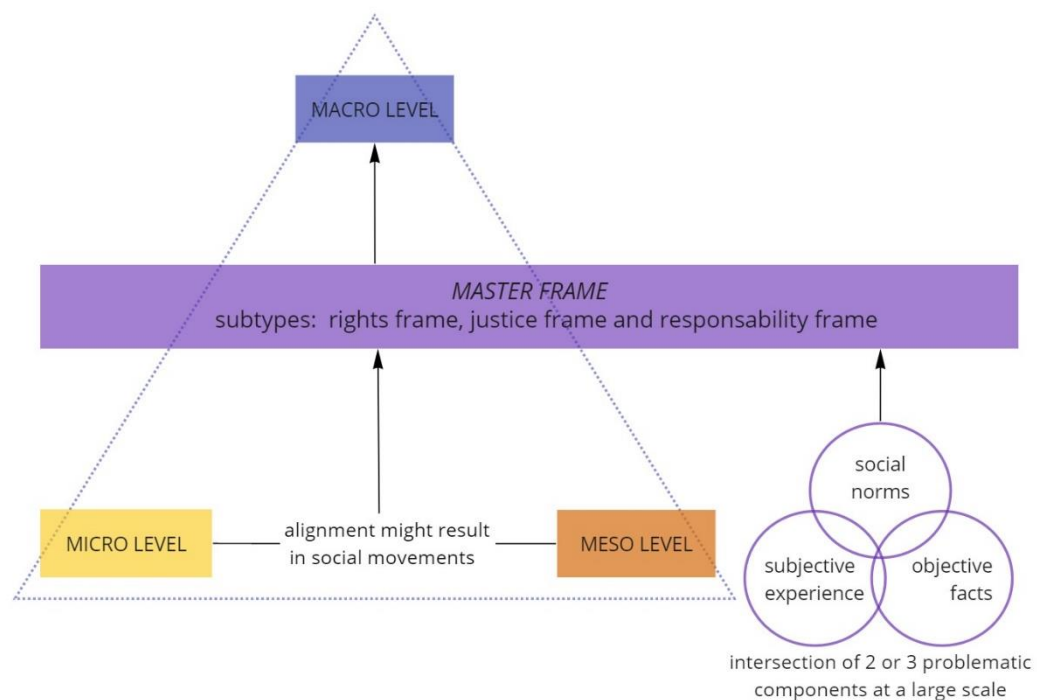 MACRO LEVEL
MASTER FRAME
subtypes:  rights frame, justice frame and responsability frame
MICRO LEVEL
alignment might result
in social movements
MESO LEVEL
social
norms
subjective
experience
objective
facts
intersection of 2 or 3 problematic
components at a large scale